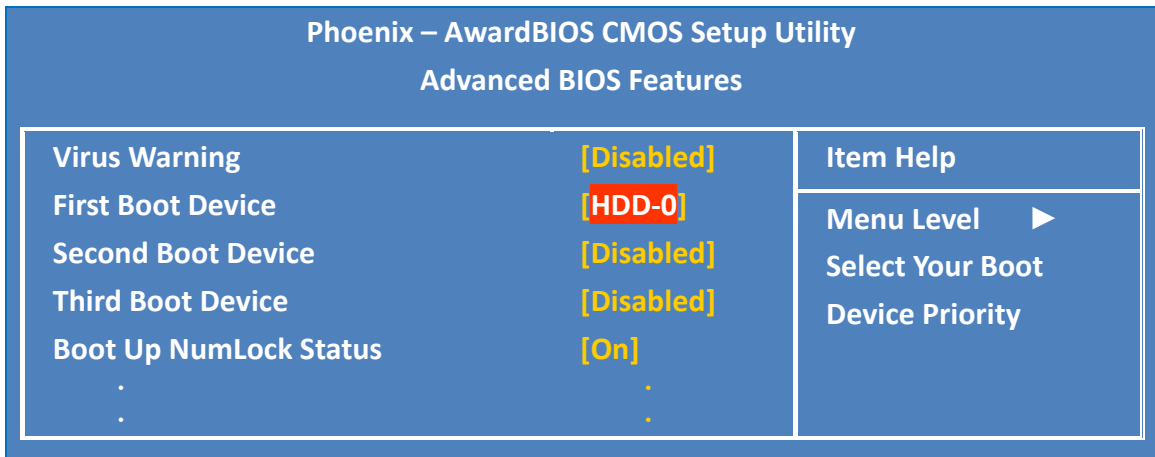 Phoenix – AwardBIOS CMOS Setup Utility
Advanced BIOS Features
Virus Warning [Disabled]
First Boot Device [HDD-0]
Second Boot Device [Disabled]
Third Boot Device [Disabled]
Boot Up NumLock Status [On]
. .
. .
Item Help
Menu Level ►
Select Your Boot
Device Priority